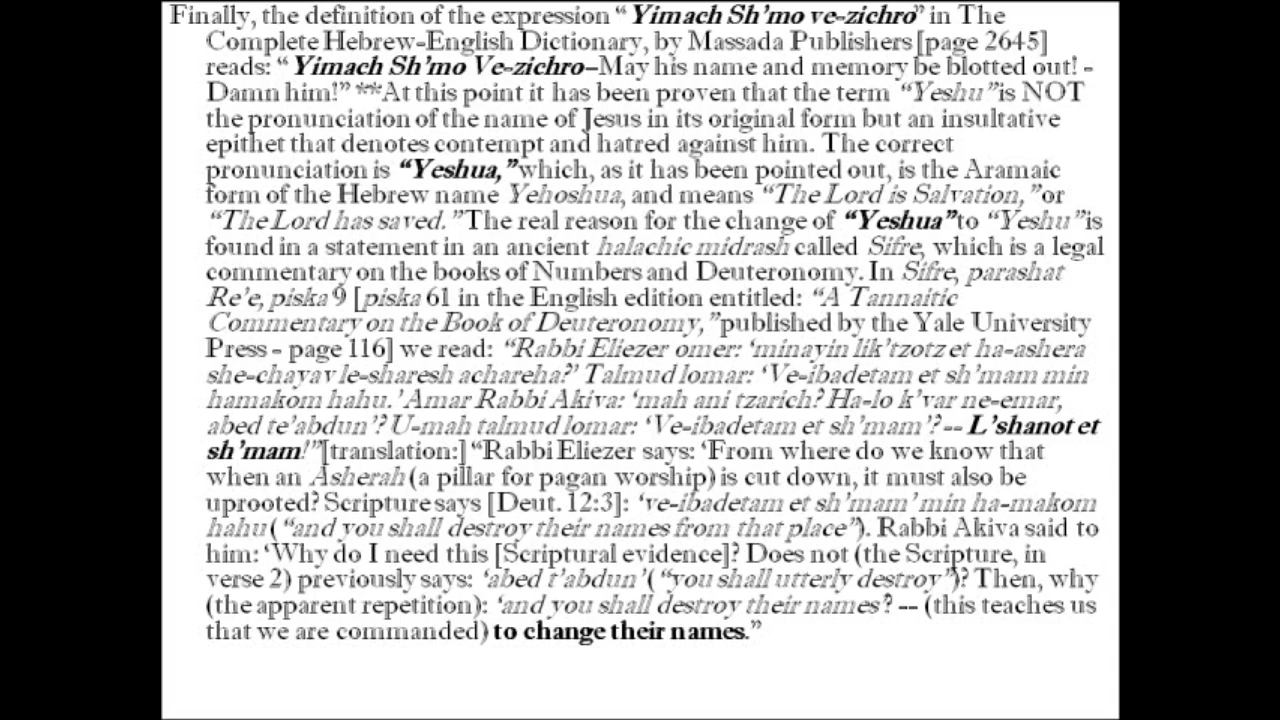 Finally, the definition of the expression “Yimach Sh’mo ve-zichro” in The
Complete Hebrew-English Dictionary, by Massada Publishers [page 2645]
reads: “Yimach Sh’mo Ve-zichro–May his name and memory be blotted out! -
Damn him!” **At this point it has been proven that the term “Yeshu”is NOT
the pronunciation of the name of Jesus in its original form but an insultative
epithet that denotes contempt and hatred against him. The correct
pronunciation is “Yeshua,”which, as it has been pointed out, is the Aramaic
form of the Hebrew name Yehoshua, and means “The Lord is Salvation,”or
“The Lord has saved.”The real reason for the change of “Yeshua”to “Yeshu”is
found in a statement in an ancient halachic midrash called Sifre, which is a legal
commentary on the books of Numbers and Deuteronomy. In Sifre, parashat
Re’e, piska 9 [piska 61 in the English edition entitled: “A Tannaitic
Commentary on the Book of Deuteronomy,”published by the Yale University
Press - page 116] we read: “Rabbi Eliezer omer: ‘minayin lik’tzotz et ha-ashera
she-chayav le-sharesh achareha?’ Talmud lomar: ‘Ve-ibadetam et sh’mam min
hamakom hahu.’ Amar Rabbi Akiva: ‘mah ani tzarich? Ha-lo k’var ne-emar,
abed te’abdun’? U-mah talmud lomar: ‘Ve-ibadetam et sh’mam’? -- L’shanot et
sh’mam!”[translation:] “Rabbi Eliezer says: ‘From where do we know that
when an Asherah (a pillar for pagan worship) is cut down, it must also be
uprooted? Scripture says [Deut. 12:3]: ‘ve-ibadetam et sh’mam’ min ha-makom
hahu (“and you shall destroy their names from that place”). Rabbi Akiva said to
him: ‘Why do I need this [Scriptural evidence]? Does not (the Scripture, in
verse 2) previously says: ‘abed t’abdun’ (“you shall utterly destroy”)? Then, why
(the apparent repetition): ‘and you shall destroy their names? -- (this teaches us
that we are commanded) to change their names.”